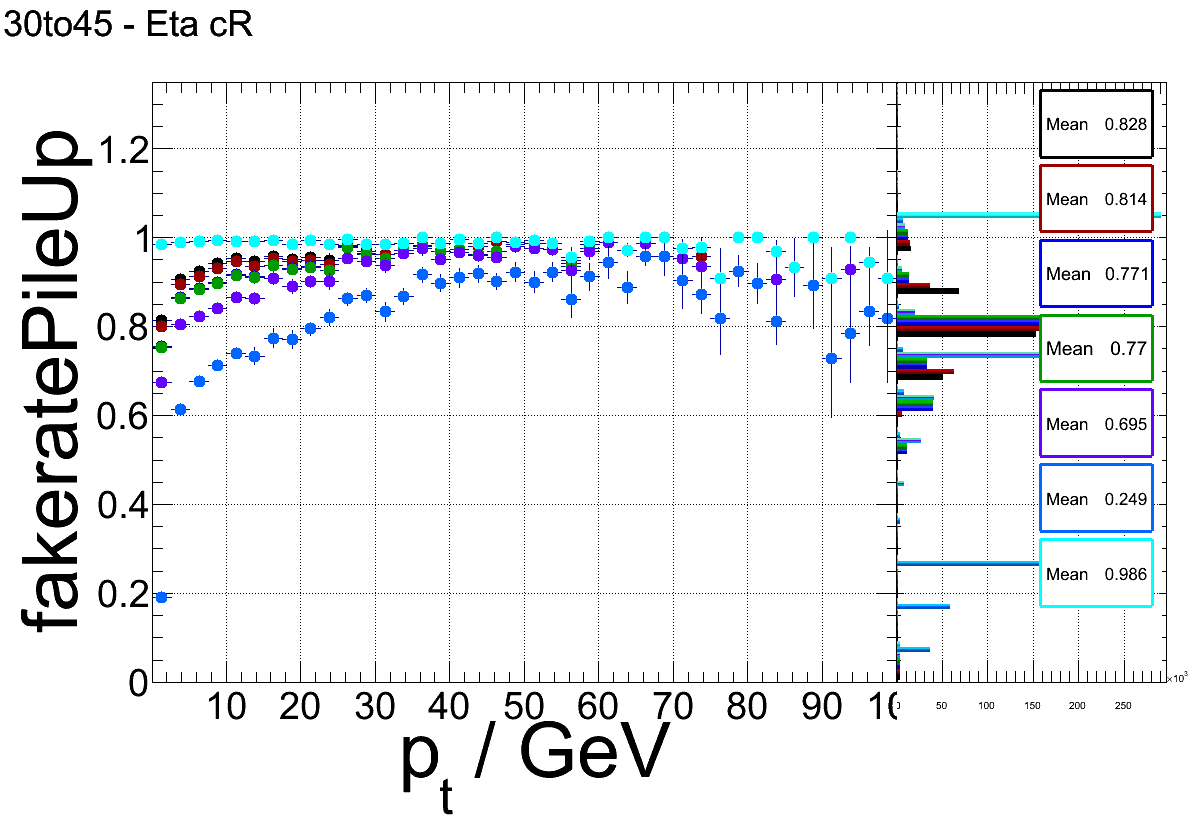 30to45 - Eta cR
fakeratePileUp
1.2
1
0.8
0.6
0.4
0.2
0
10 20 30 40 50 60 70 80 90 10
p_t / GeV
Mean 0.828
Mean 0.814
Mean 0.771
Mean 0.77
Mean 0.695
Mean 0.249
Mean 0.986
50 100 150 200 250
×10³